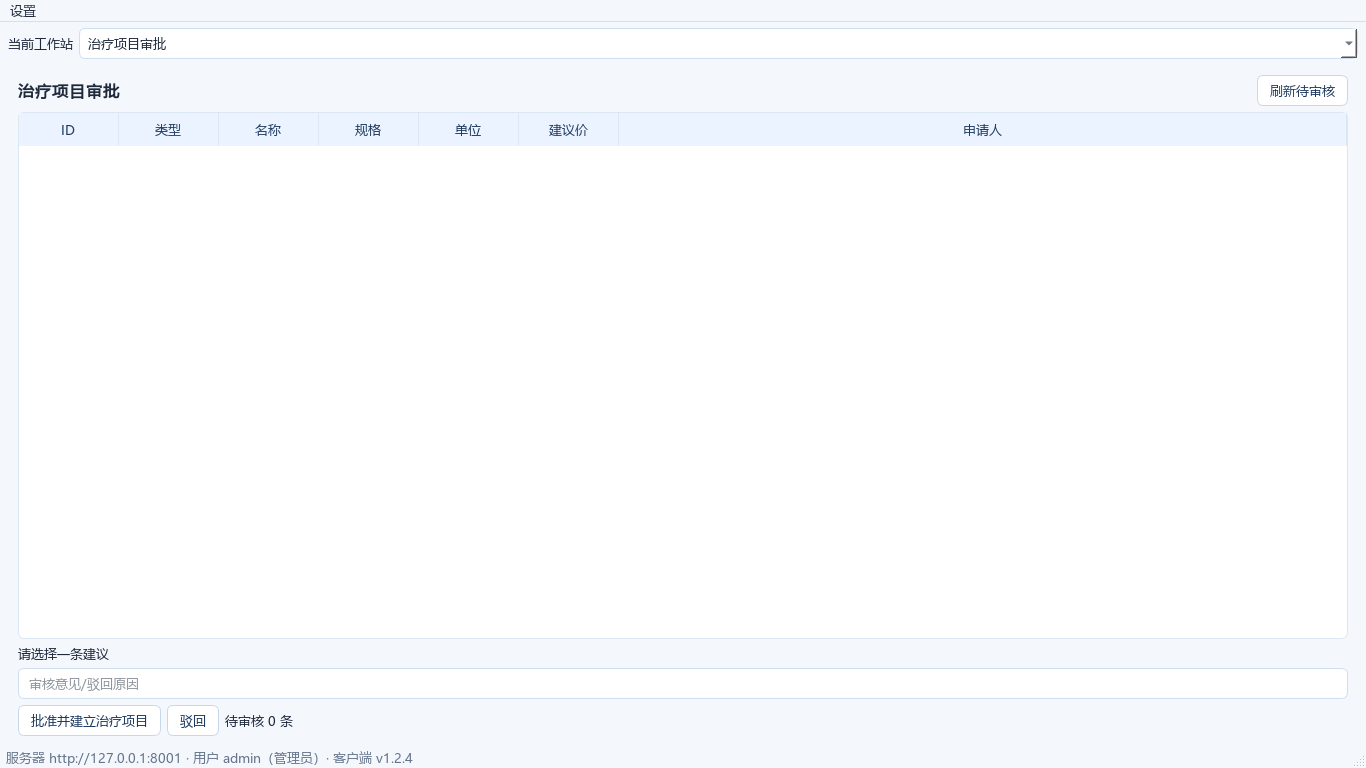 设置
当前工作站 治疗项目审批
治疗项目审批 刷新待审核
ID 类型 名称 规格 单位 建议价 申请人
请选择一条建议
审核意见/驳回原因
批准并建立治疗项目 驳回 待审核 0 条
服务器 http://127.0.0.1:8001 · 用户 admin（管理员）· 客户端 v1.2.4